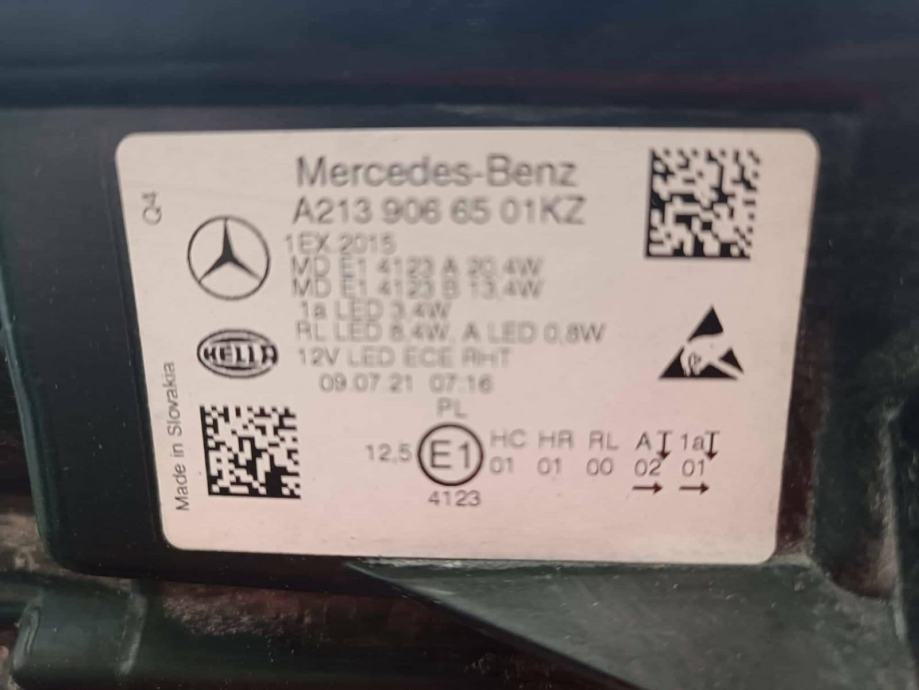 Mercedes-Benz
A213 906 65 01KZ
1EX 2015
MD E1 4123 A 20.4W
MD E1 4123 B 13.4W
1a LED 3.4W
RL LED 8.4W, A LED 0,8W
12V LED ECE RHT
09.07.21 07:16
PL
12,5 E1 HC HR RL A 1a
01 01 00 02 01
4123
Q4
HELLA
Made in Slovakia